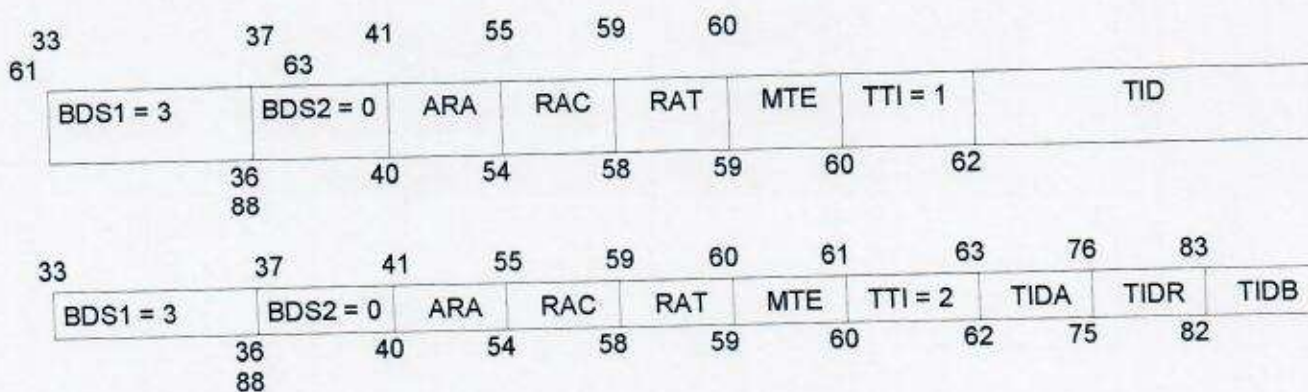 33 37 41 55 59 60
61 63
BDS1 = 3 BDS2 = 0 ARA RAC RAT MTE TTI = 1 TID
36 40 54 58 59 60 62
88
33 37 41 55 59 60 61 63 76 83
BDS1 = 3 BDS2 = 0 ARA RAC RAT MTE TTI = 2 TIDA TIDR TIDB
36 40 54 58 59 60 62 75 82
88